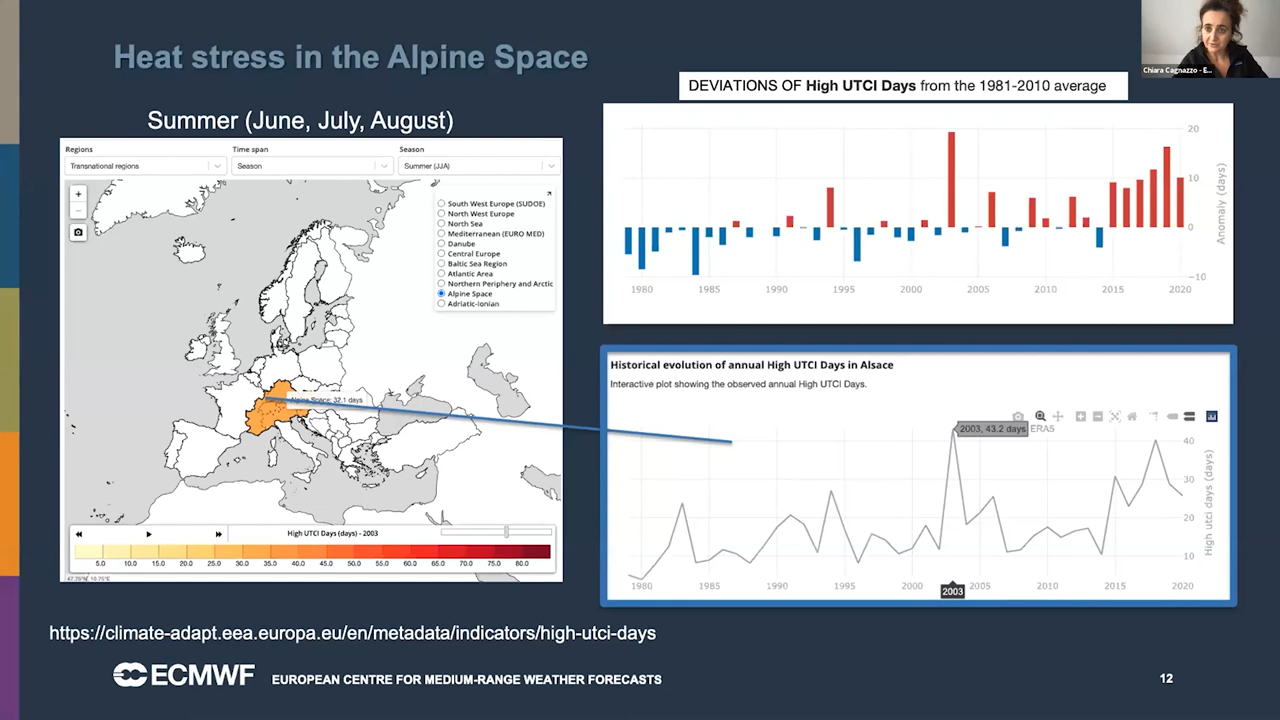 Heat stress in the Alpine Space
Chiara Cagnazzo - E...
Summer (June, July, August)
DEVIATIONS OF High UTCI Days from the 1981-2010 average
Regions
Time span
Season
Transnational regions
Season
Summer (JJA)
+
−
South West Europe (SUDOE)
North West Europe
North Sea
Mediterranean (EURO MED)
Danube
Central Europe
Baltic Sea Region
Atlantic Area
Northern Periphery and Arctic
Alpine Space
Adriatic-Ionian
Alpine Space: 32.1 days
High UTCI Days (days) - 2003
5.0 10.0 15.0 20.0 25.0 30.0 35.0 40.0 45.0 50.0 55.0 60.0 65.0 70.0 75.0 80.0
20
10
0
−10
Anomaly (days)
1980 1985 1990 1995 2000 2005 2010 2015 2020
Historical evolution of annual High UTCI Days in Alsace
Interactive plot showing the observed annual High UTCI Days.
2003, 43.2 days ERA5
40
30
20
10
High utci days (days)
1980 1985 1990 1995 2000 2005 2010 2015 2020
2003
https://climate-adapt.eea.europa.eu/en/metadata/indicators/high-utci-days
ECMWF EUROPEAN CENTRE FOR MEDIUM-RANGE WEATHER FORECASTS
12